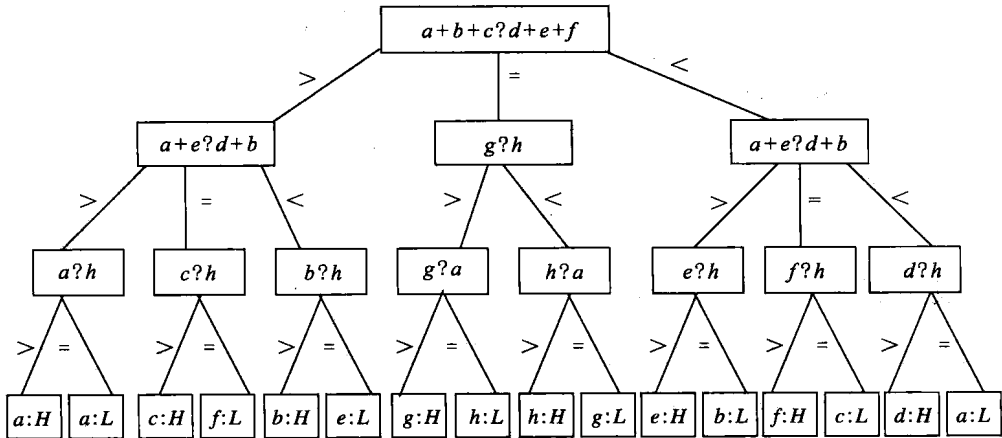 a+b+c?d+e+f
> = <
a+e?d+b g?h a+e?d+b
> = < > < > = <
a?h c?h b?h g?a h?a e?h f?h d?h
> = > = > = > = > = > = > = > =
a:H a:L c:H f:L b:H e:L g:H h:L h:H g:L e:H b:L f:H c:L d:H a:L